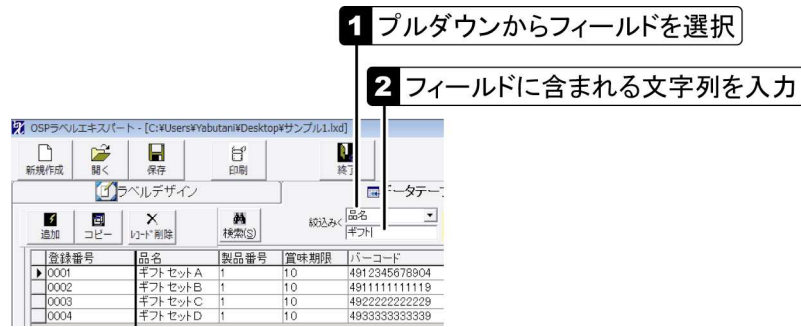 1 プルダウンからフィールドを選択
2 フィールドに含まれる文字列を入力
OSPラベルエキスパート - [C:¥Users¥Yabutani¥Desktop¥サンプル1.lxd]
新規作成 開く 保存 印刷 終了
ラベルデザイン データテーブ
追加 コピー ﾚｺｰﾄﾞ削除 検索(S) 絞込み< 品名
ギフト
登録番号 品名 製品番号 賞味期限 バーコード
0001 ギフトセットA 1 10 4912345678904
0002 ギフトセットB 1 10 4911111111119
0003 ギフトセットC 1 10 4922222222229
0004 ギフトセットD 1 10 4933333333339